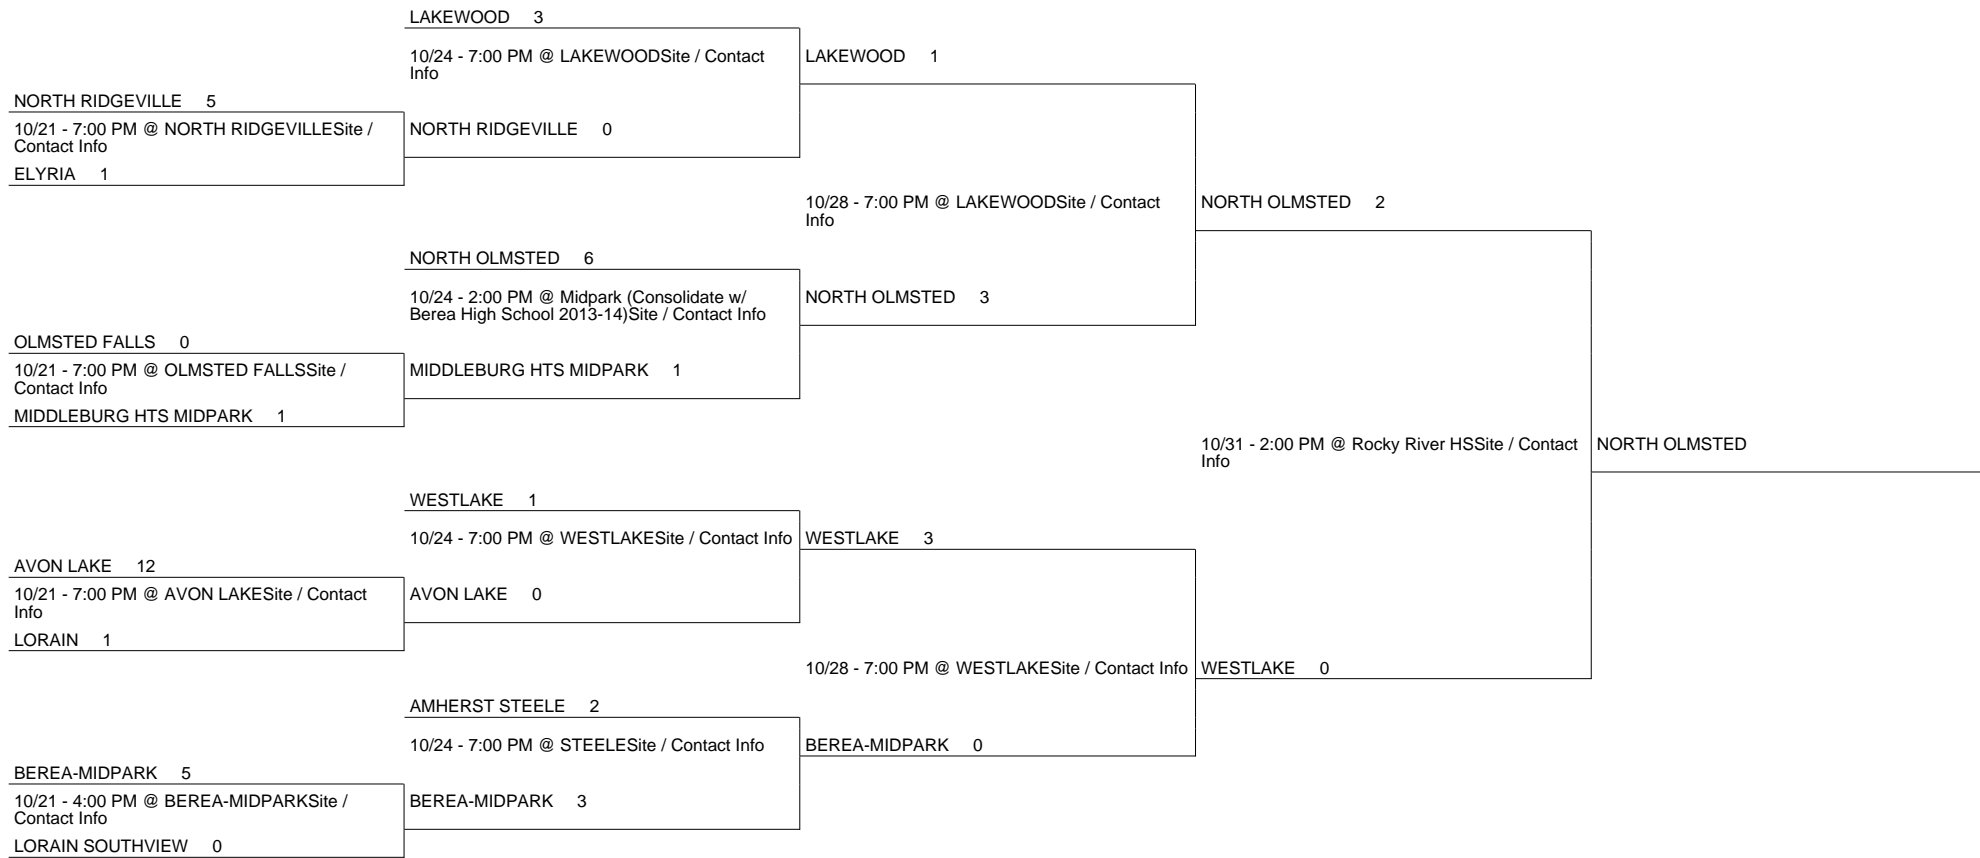 LAKEWOOD 3
10/24 - 7:00 PM @ LAKEWOODSite / Contact
Info
NORTH RIDGEVILLE 5
10/21 - 7:00 PM @ NORTH RIDGEVILLESite /
Contact Info
ELYRIA 1
NORTH RIDGEVILLE 0
LAKEWOOD 1
10/28 - 7:00 PM @ LAKEWOODSite / Contact
Info
NORTH OLMSTED 6
10/24 - 2:00 PM @ Midpark (Consolidate w/
Berea High School 2013-14)Site / Contact Info
OLMSTED FALLS 0
10/21 - 7:00 PM @ OLMSTED FALLSSite /
Contact Info
MIDDLEBURG HTS MIDPARK 1
MIDDLEBURG HTS MIDPARK 1
NORTH OLMSTED 3
NORTH OLMSTED 2
10/31 - 2:00 PM @ Rocky River HSSite / Contact
Info
NORTH OLMSTED
WESTLAKE 1
10/24 - 7:00 PM @ WESTLAKESite / Contact Info
AVON LAKE 12
10/21 - 7:00 PM @ AVON LAKESite / Contact
Info
LORAIN 1
AVON LAKE 0
WESTLAKE 3
10/28 - 7:00 PM @ WESTLAKESite / Contact Info
WESTLAKE 0
AMHERST STEELE 2
10/24 - 7:00 PM @ STEELESite / Contact Info
BEREA-MIDPARK 0
BEREA-MIDPARK 5
10/21 - 4:00 PM @ BEREA-MIDPARKSite /
Contact Info
LORAIN SOUTHVIEW 0
BEREA-MIDPARK 3